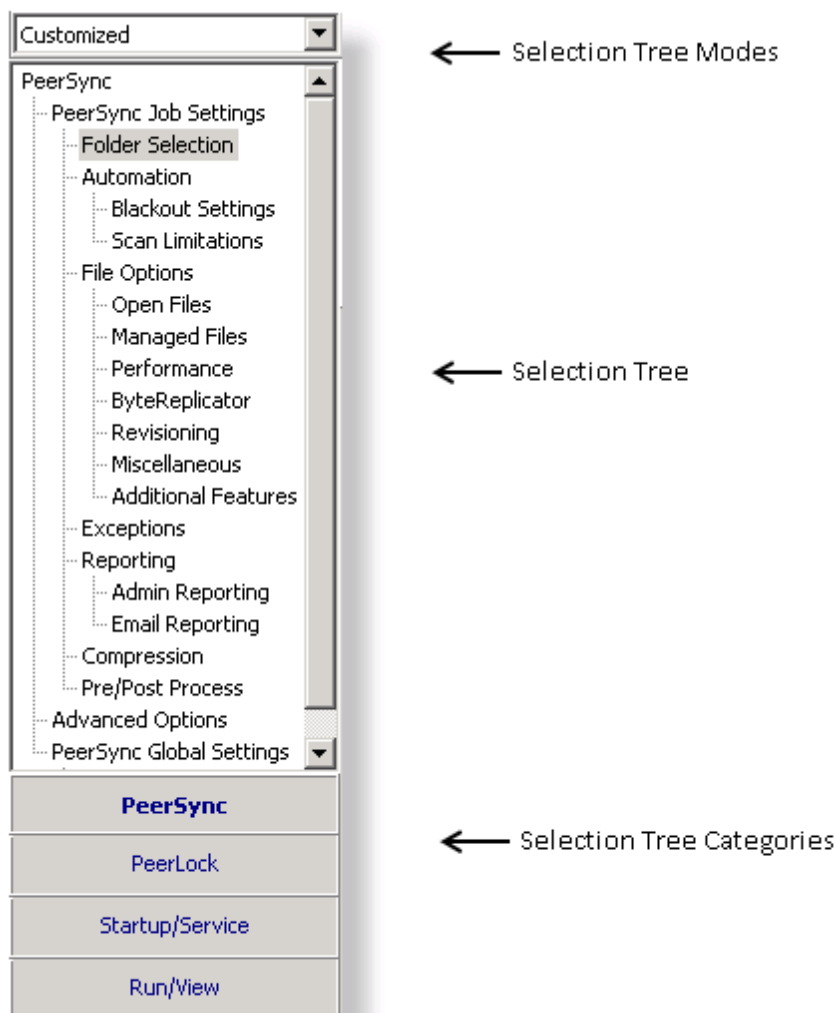 Customized
Selection Tree Modes
PeerSync
PeerSync Job Settings
Folder Selection
Automation
Blackout Settings
Scan Limitations
File Options
Open Files
Managed Files
Performance
Selection Tree
ByteReplicator
Revisioning
Miscellaneous
Additional Features
Exceptions
Reporting
Admin Reporting
Email Reporting
Compression
Pre/Post Process
Advanced Options
PeerSync Global Settings
PeerSync
Selection Tree Categories
PeerLock
Startup/Service
Run/View